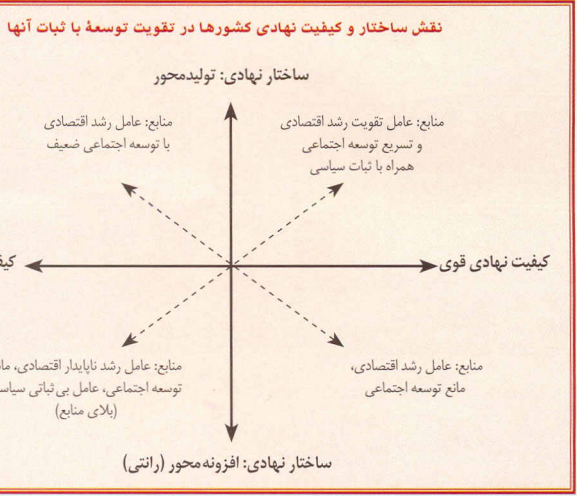 نقش ساختار و کیفیت نهادی کشورها در تقویت توسعهٔ با ثبات آنها
ساختار نهادی: تولیدمحور
منابع: عامل تقویت رشد اقتصادی
و تسریع توسعه اجتماعی
همراه با ثبات سیاسی
منابع: عامل رشد اقتصادی
با توسعه اجتماعی ضعیف
کیفیت نهادی قوی
منابع: عامل رشد اقتصادی،
مانع توسعه اجتماعی
منابع: عامل رشد ناپایدار اقتصادی،
توسعه اجتماعی، عامل بی‌ثباتی
(بلای منابع)
ساختار نهادی: افزونه‌محور (رانتی)